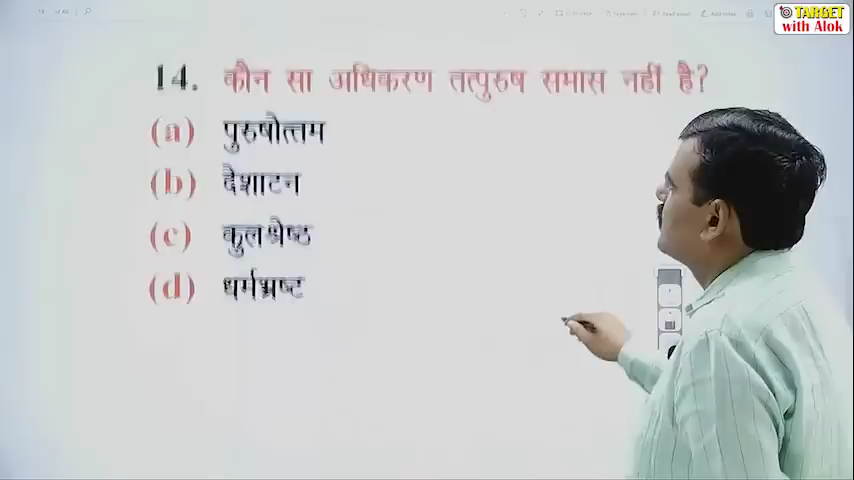 TARGET
with Alok
14. कौन सा अधिकरण तत्पुरुष समास नहीं है?
(a) पुरुषोत्तम
(b) देशाटन
(c) कुलश्रेष्ठ
(d) धर्मभ्रष्ट